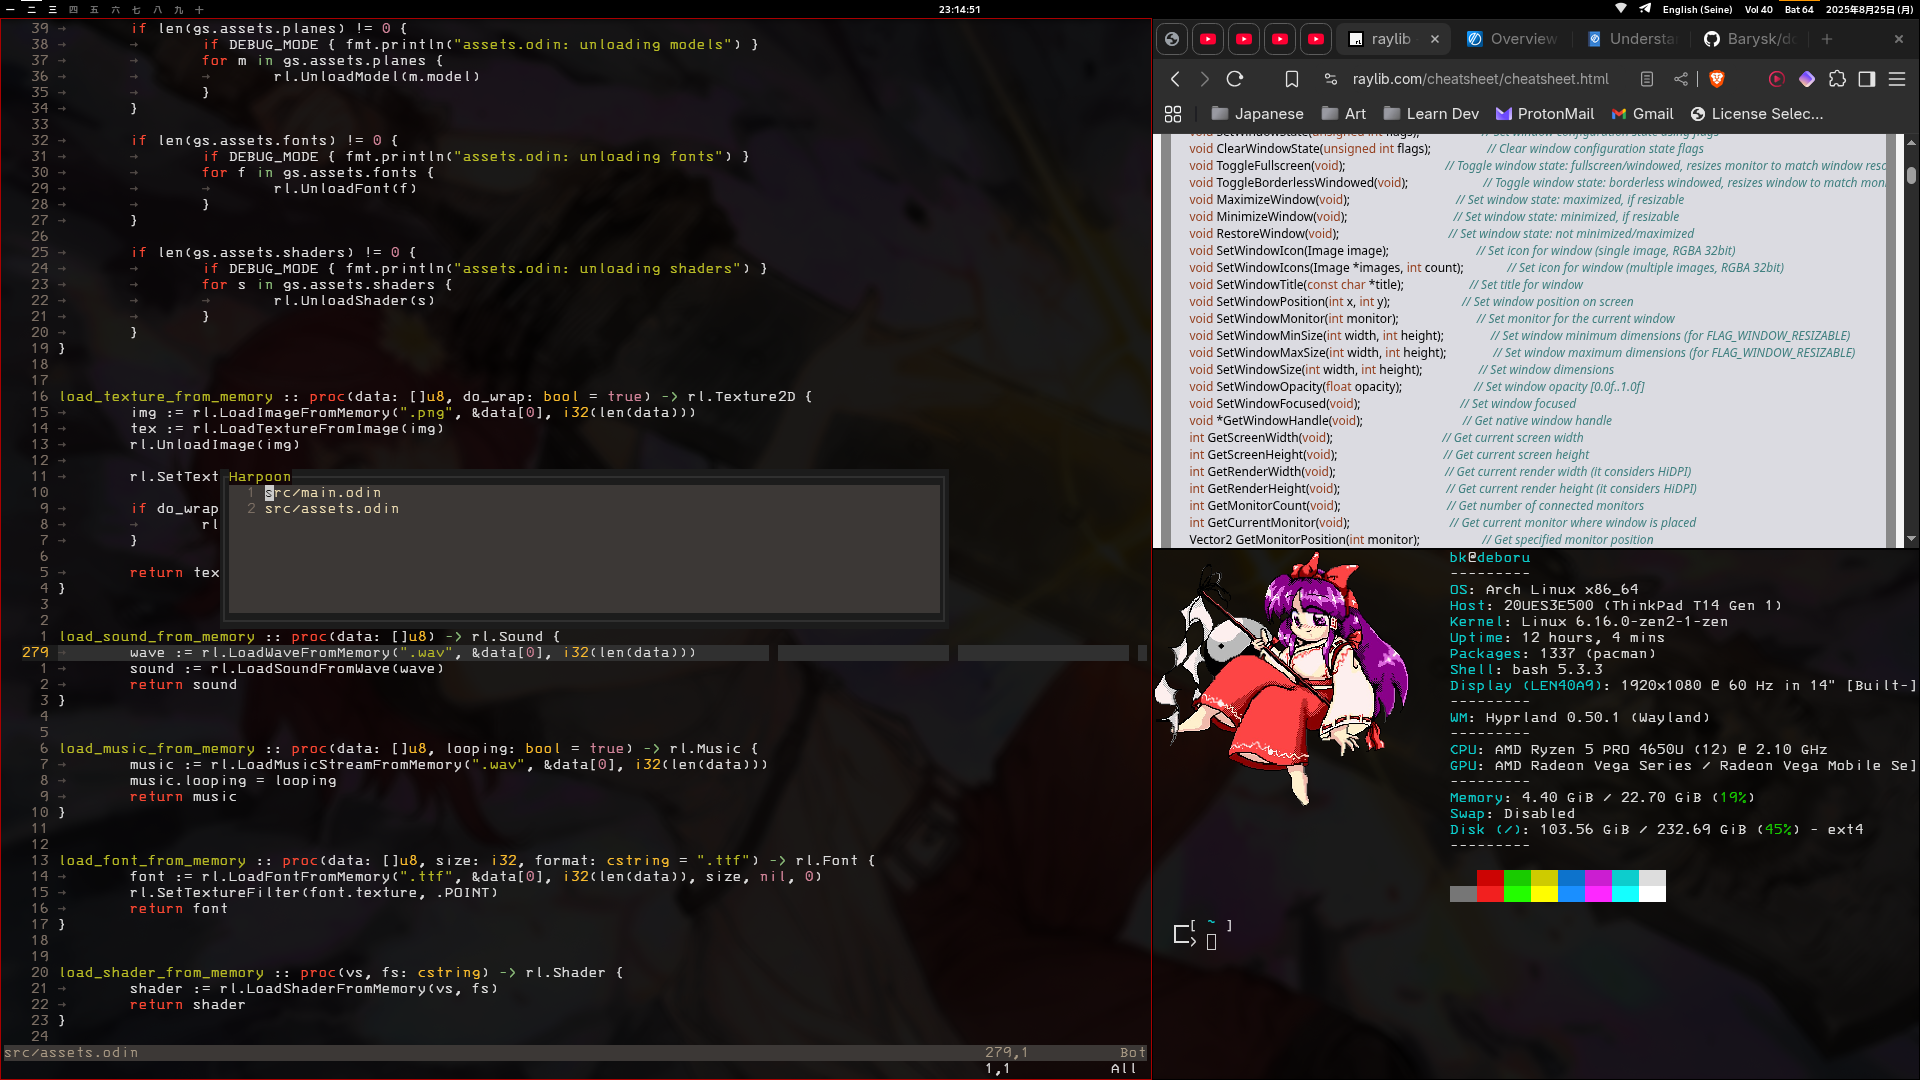 一 二 三 四 五 六 七 八 九 十
23:14:51
English (Seine) Vol 40 Bat 64 2025年8月25日 (月)
39 → if len(gs.assets.planes) != 0 {
38 → → if DEBUG_MODE { fmt.println("assets.odin: unloading models") }
37 → → for m in gs.assets.planes {
36 → → → rl.UnloadModel(m.model)
35 → → }
34 → }
33
32 → if len(gs.assets.fonts) != 0 {
31 → → if DEBUG_MODE { fmt.println("assets.odin: unloading fonts") }
30 → → for f in gs.assets.fonts {
29 → → → rl.UnloadFont(f)
28 → → }
27 → }
26
25 → if len(gs.assets.shaders) != 0 {
24 → → if DEBUG_MODE { fmt.println("assets.odin: unloading shaders") }
23 → → for s in gs.assets.shaders {
22 → → → rl.UnloadShader(s)
21 → → }
20 → }
19 }
18
17
16 load_texture_from_memory :: proc(data: []u8, do_wrap: bool = true) -> rl.Texture2D {
15 → img := rl.LoadImageFromMemory(".png", &data[0], i32(len(data)))
14 → tex := rl.LoadTextureFromImage(img)
13 → rl.UnloadImage(img)
12 →
11 → rl.SetText
10
9 → if do_wrap
8 → → rl
7 → }
6
5 → return tex
4 }
3
2
Harpoon
1 src/main.odin
2 src/assets.odin
1 load_sound_from_memory :: proc(data: []u8) -> rl.Sound {
279 wave := rl.LoadWaveFromMemory(".wav", &data[0], i32(len(data)))
1 → sound := rl.LoadSoundFromWave(wave)
2 → return sound
3 }
4
5
6 load_music_from_memory :: proc(data: []u8, looping: bool = true) -> rl.Music {
7 → music := rl.LoadMusicStreamFromMemory(".wav", &data[0], i32(len(data)))
8 → music.looping = looping
9 → return music
10 }
11
12
13 load_font_from_memory :: proc(data: []u8, size: i32, format: cstring = ".ttf") -> rl.Font {
14 → font := rl.LoadFontFromMemory(".ttf", &data[0], i32(len(data)), size, nil, 0)
15 → rl.SetTextureFilter(font.texture, .POINT)
16 → return font
17 }
18
19
20 load_shader_from_memory :: proc(vs, fs: cstring) -> rl.Shader {
21 → shader := rl.LoadShaderFromMemory(vs, fs)
22 → return shader
23 }
24
src/assets.odin 279,1 Bot
1,1 All
raylib Overview Understa Barysk/d
raylib.com/cheatsheet/cheatsheet.html
Japanese Art Learn Dev ProtonMail Gmail License Selec...
void SetWindowState(unsigned int flags); // Set window configuration state using flags
void ClearWindowState(unsigned int flags); // Clear window configuration state flags
void ToggleFullscreen(void); // Toggle window state: fullscreen/windowed, resizes monitor to match window reso
void ToggleBorderlessWindowed(void); // Toggle window state: borderless windowed, resizes window to match mon
void MaximizeWindow(void); // Set window state: maximized, if resizable
void MinimizeWindow(void); // Set window state: minimized, if resizable
void RestoreWindow(void); // Set window state: not minimized/maximized
void SetWindowIcon(Image image); // Set icon for window (single image, RGBA 32bit)
void SetWindowIcons(Image *images, int count); // Set icon for window (multiple images, RGBA 32bit)
void SetWindowTitle(const char *title); // Set title for window
void SetWindowPosition(int x, int y); // Set window position on screen
void SetWindowMonitor(int monitor); // Set monitor for the current window
void SetWindowMinSize(int width, int height); // Set window minimum dimensions (for FLAG_WINDOW_RESIZABLE)
void SetWindowMaxSize(int width, int height); // Set window maximum dimensions (for FLAG_WINDOW_RESIZABLE)
void SetWindowSize(int width, int height); // Set window dimensions
void SetWindowOpacity(float opacity); // Set window opacity [0.0f..1.0f]
void SetWindowFocused(void); // Set window focused
void *GetWindowHandle(void); // Get native window handle
int GetScreenWidth(void); // Get current screen width
int GetScreenHeight(void); // Get current screen height
int GetRenderWidth(void); // Get current render width (it considers HiDPI)
int GetRenderHeight(void); // Get current render height (it considers HiDPI)
int GetMonitorCount(void); // Get number of connected monitors
int GetCurrentMonitor(void); // Get current monitor where window is placed
Vector2 GetMonitorPosition(int monitor); // Get specified monitor position
bk@deboru
---------
OS: Arch Linux x86_64
Host: 20UES3E500 (ThinkPad T14 Gen 1)
Kernel: Linux 6.16.0-zen2-1-zen
Uptime: 12 hours, 4 mins
Packages: 1337 (pacman)
Shell: bash 5.3.3
Display (LEN40A9): 1920x1080 @ 60 Hz in 14" [Built-]
---------
WM: Hyprland 0.50.1 (Wayland)
---------
CPU: AMD Ryzen 5 PRO 4650U (12) @ 2.10 GHz
GPU: AMD Radeon Vega Series / Radeon Vega Mobile Se]
---------
Memory: 4.40 GiB / 22.70 GiB (19%)
Swap: Disabled
Disk (/): 103.56 GiB / 232.69 GiB (45%) - ext4
---------
[ ~ ]
>